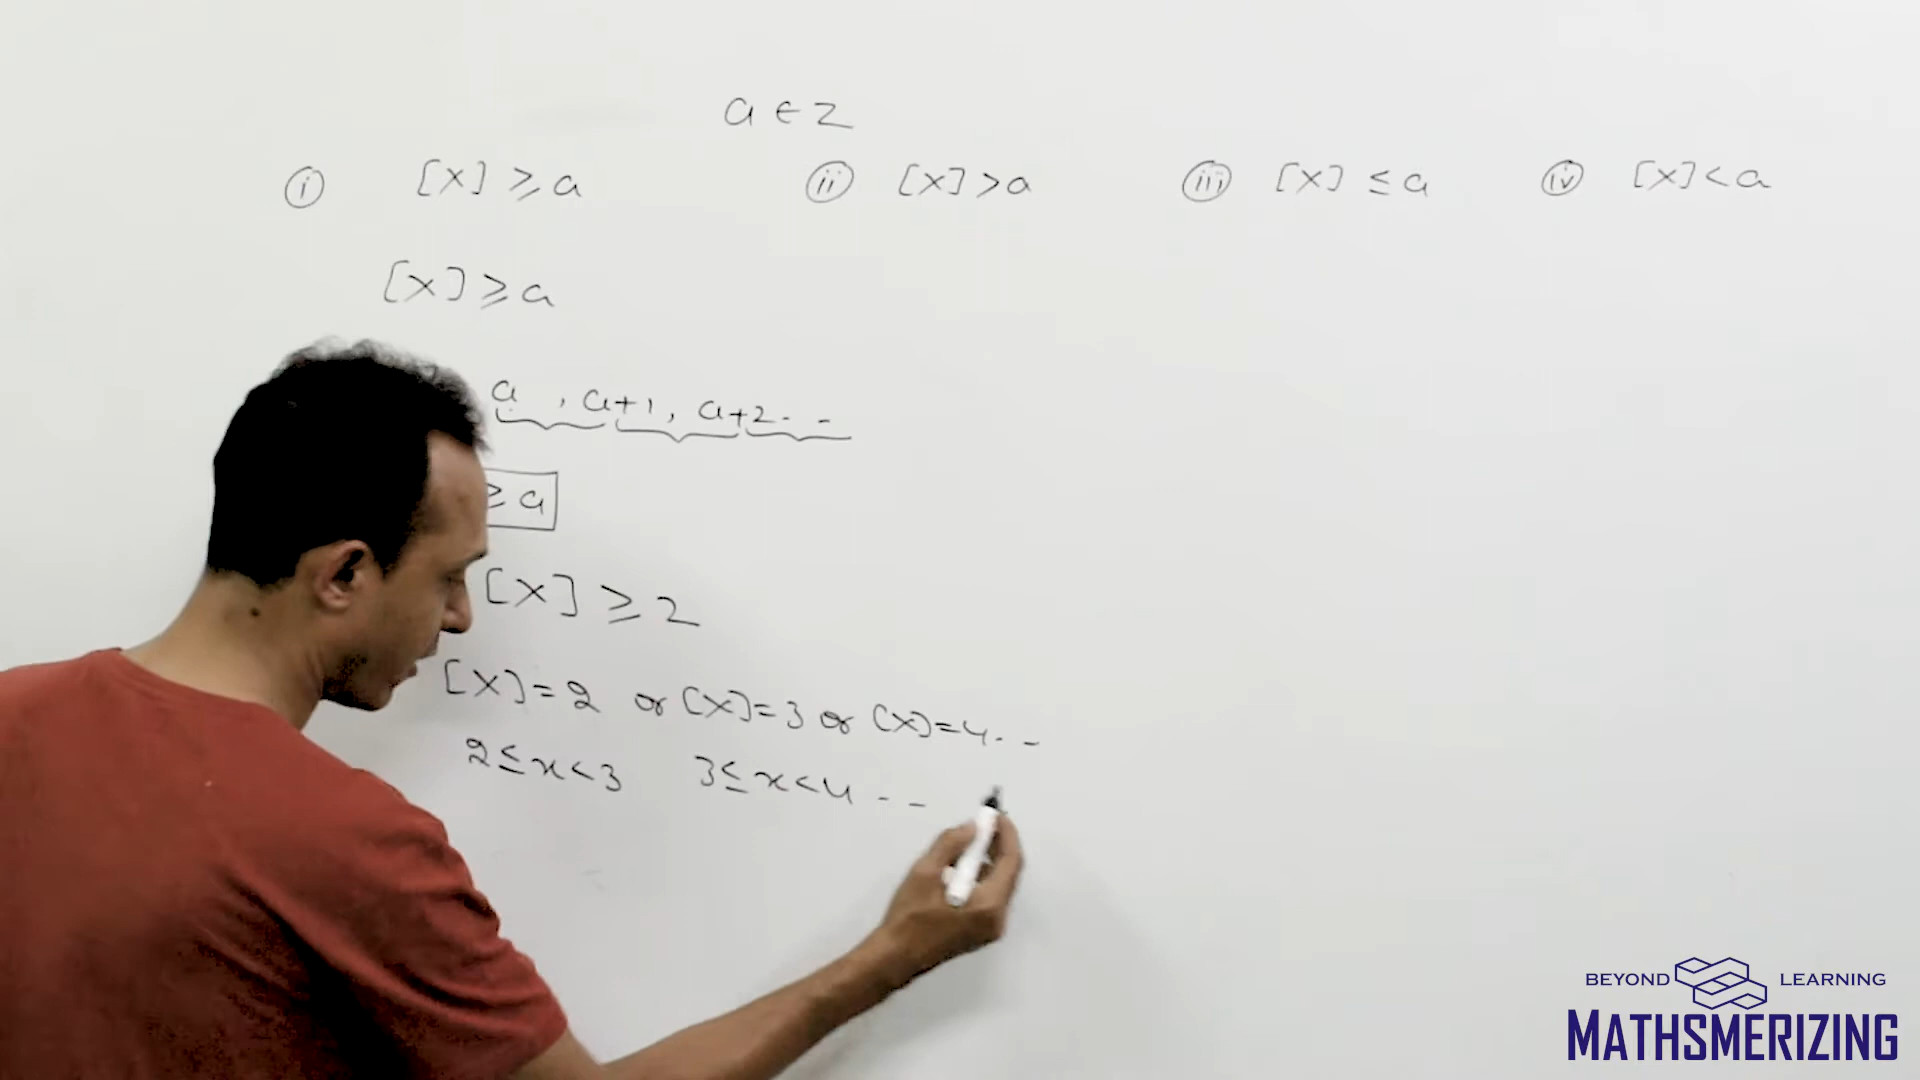 a ∈ Z
(i) [x] ≥ a (ii) [x] > a (iii) [x] ≤ a (iv) [x] < a
[x] ≥ a
a , a+1, a+2 - -
≥ a
[x] ≥ 2
[x] = 2 or [x] = 3 or [x] = 4 - -
2 ≤ x < 3 3 ≤ x < 4 - -
BEYOND LEARNING
MATHSMERIZING